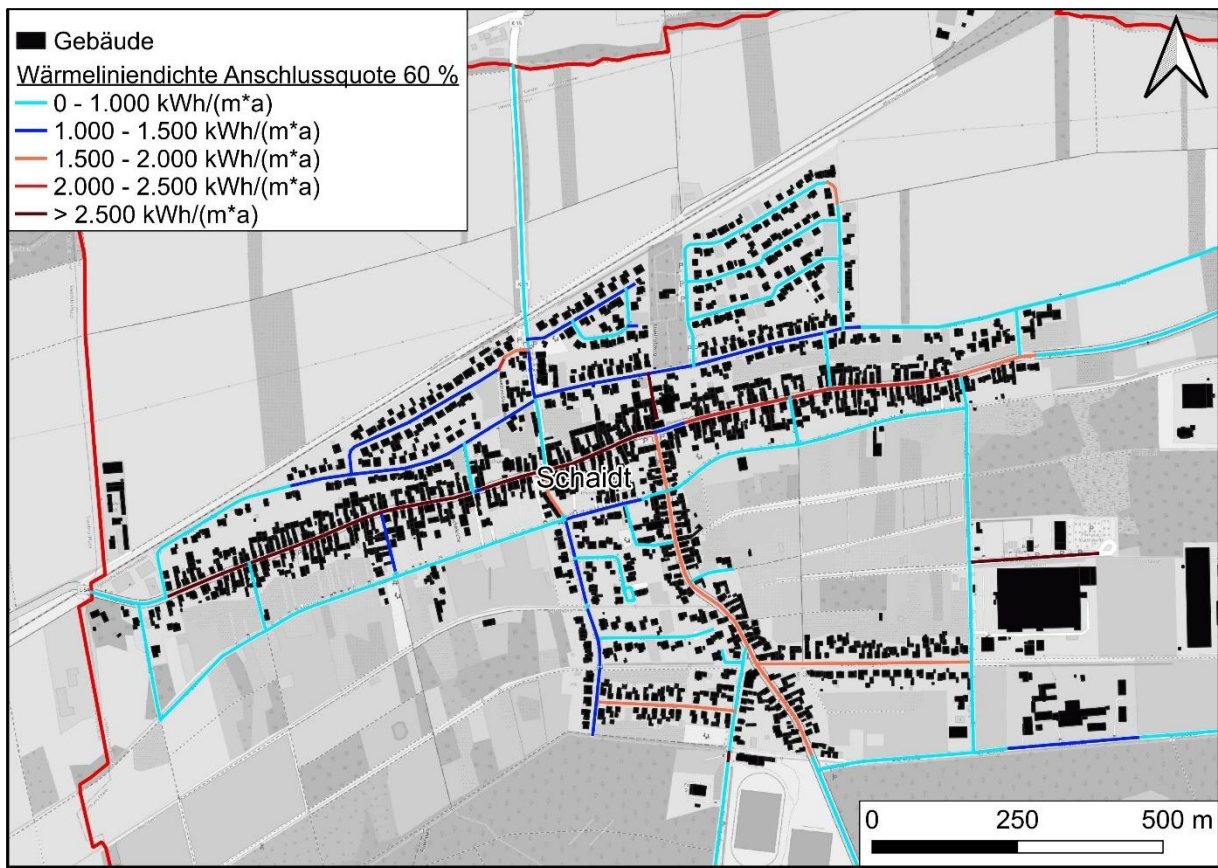 Gebäude
Wärmeliniendichte Anschlussquote 60 %
0 - 1.000 kWh/(m*a)
1.000 - 1.500 kWh/(m*a)
1.500 - 2.000 kWh/(m*a)
2.000 - 2.500 kWh/(m*a)
> 2.500 kWh/(m*a)
Schaidt
0 250 500 m